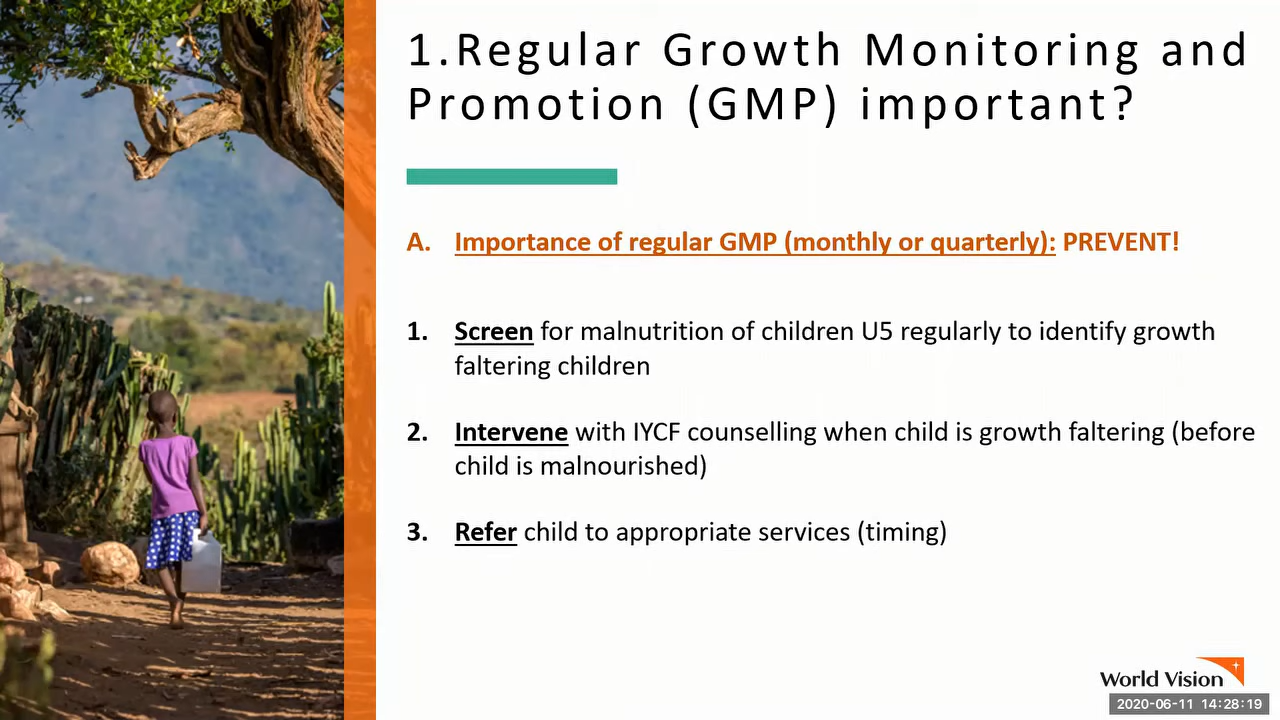 1.Regular Growth Monitoring and
Promotion (GMP) important?
A. Importance of regular GMP (monthly or quarterly): PREVENT!
1. Screen for malnutrition of children U5 regularly to identify growth
faltering children
2. Intervene with IYCF counselling when child is growth faltering (before
child is malnourished)
3. Refer child to appropriate services (timing)
World Vision
2020-06-11 14:28:19